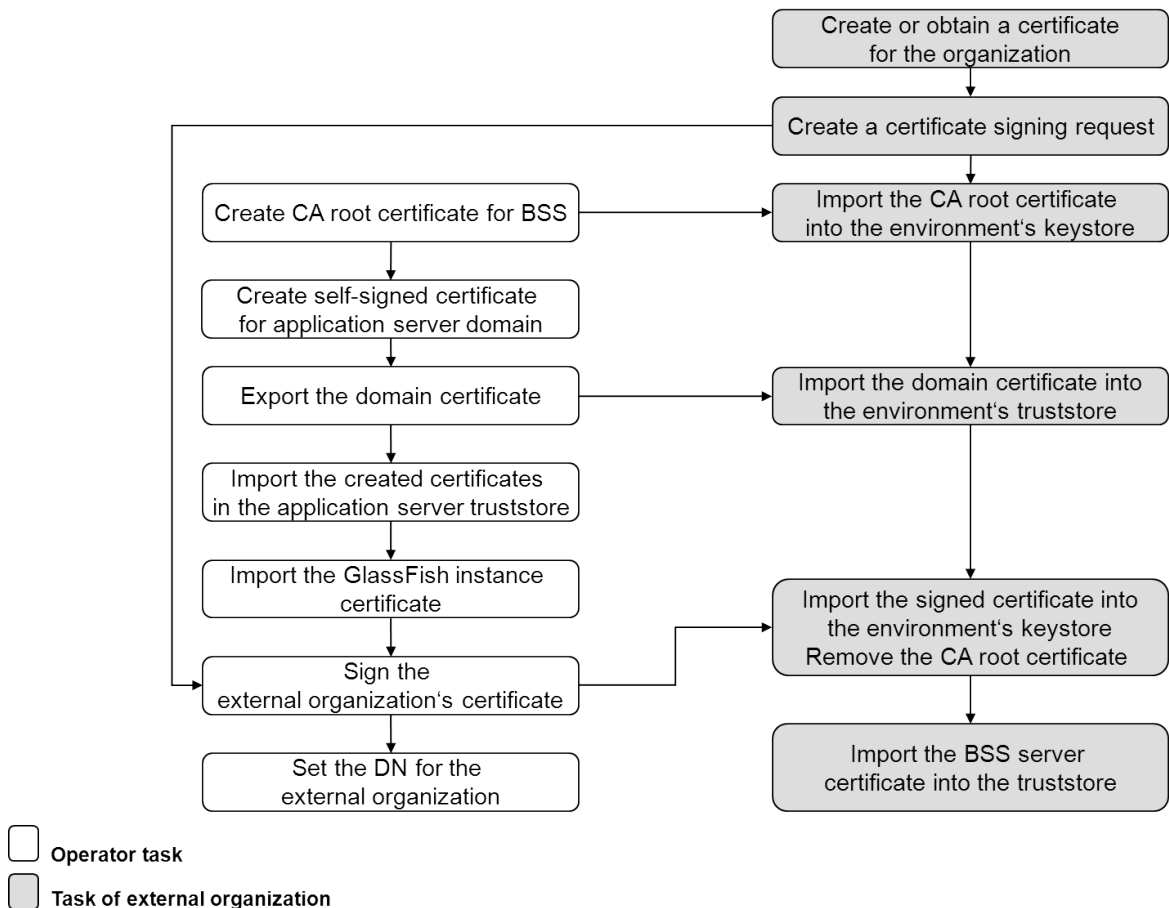 Create or obtain a certificate
for the organization
Create a certificate signing request
Create CA root certificate for BSS
Import the CA root certificate
into the environment‘s keystore
Create self-signed certificate
for application server domain
Export the domain certificate
Import the domain certificate into
the environment‘s truststore
Import the created certificates
in the application server truststore
Import the GlassFish instance
certificate
Import the signed certificate into
the environment‘s keystore
Remove the CA root certificate
Sign the
external organization‘s certificate
Set the DN for the
external organization
Import the BSS server
certificate into the truststore
Operator task
Task of external organization